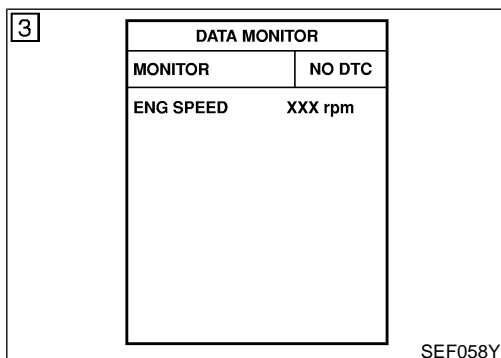 3
DATA MONITOR
MONITOR NO DTC
ENG SPEED XXX rpm
SEF058Y